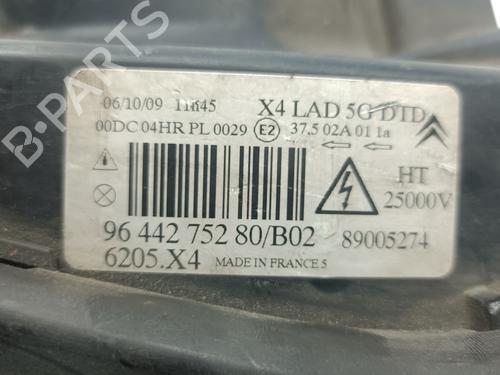 06/10/09 11h45 X4 LAD 5G DTD
00DC 04HR PL 0029 E2 37.5 02A 01 1a
HT
25000V
96 442 752 80/B02 89005274
6205.X4 MADE IN FRANCE 5
B-PARTS